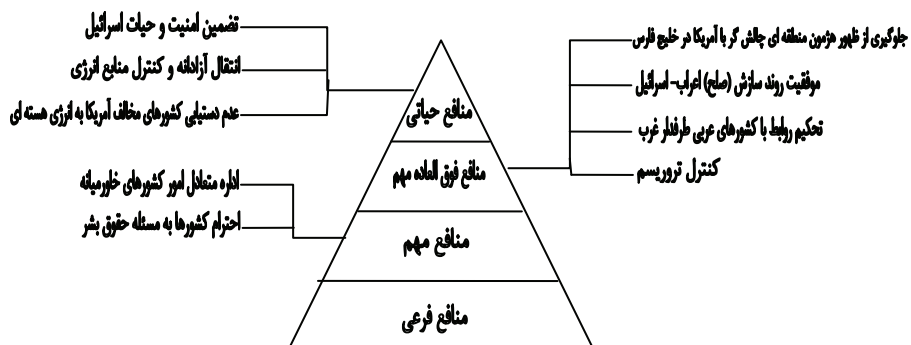 تضمین امنیت و حیات اسرائیل
انتقال آزادانه و کنترل منابع انرژی
عدم دستیابی کشورهای مخالف آمریکا به انرژی هسته ای
جلوگیری از ظهور هژمون منطقه ای چالش گر با آمریکا در خلیج فارس
موفقیت روند سازش (صلح) اعراب- اسرائیل
تحکیم روابط با کشورهای عربی طرفدار غرب
کنترل تروریسم
اداره متعادل امور کشورهای خاورمیانه
احترام کشورها به مسئله حقوق بشر
منافع حیاتی
منافع فوق العاده مهم
منافع مهم
منافع فرعی